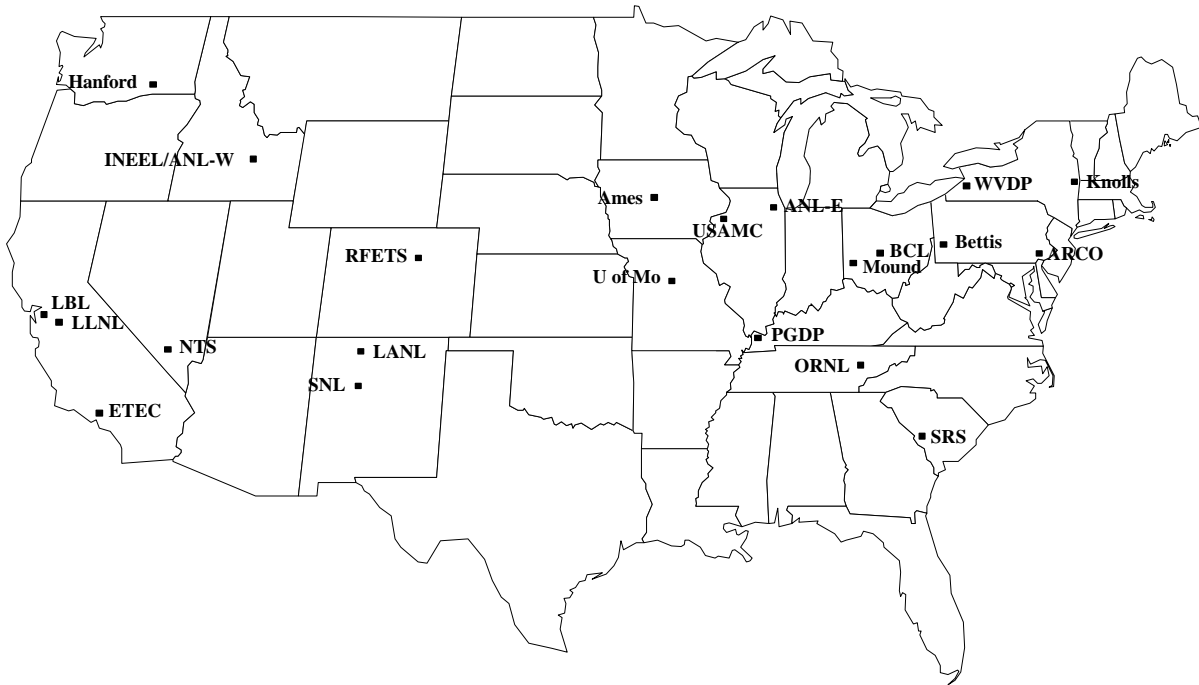 Hanford
INEEL/ANL-W
Ames
ANL-E
USAMC
WVDP
Knolls
RFETS
BCL
Mound
Bettis
ARCO
U of Mo
LBL
LLNL
NTS
LANL
PGDP
SNL
ORNL
ETEC
SRS